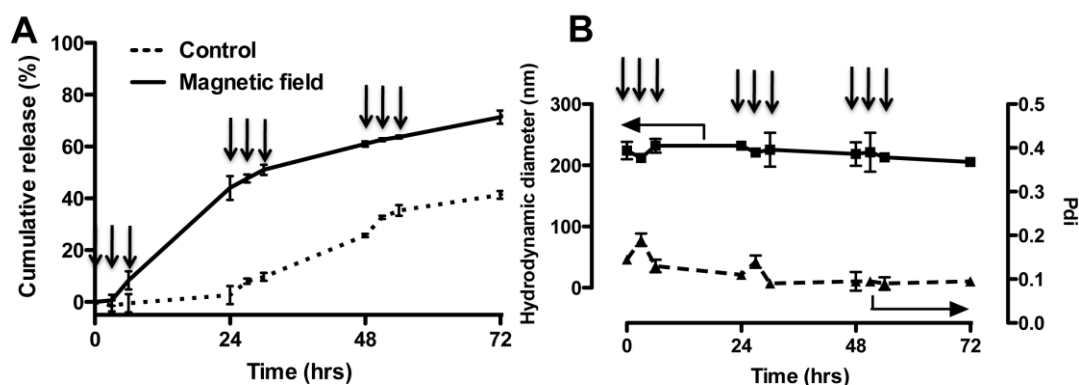 A
Cumulative release (%)
100
80
60
40
20
0
Control
Magnetic field
0
24
48
72
Time (hrs)
B
Hydrodynamic diameter (nm)
300
200
100
0
0.5
0.4
0.3
0.2
0.1
0.0
Pdi
0
24
48
72
Time (hrs)